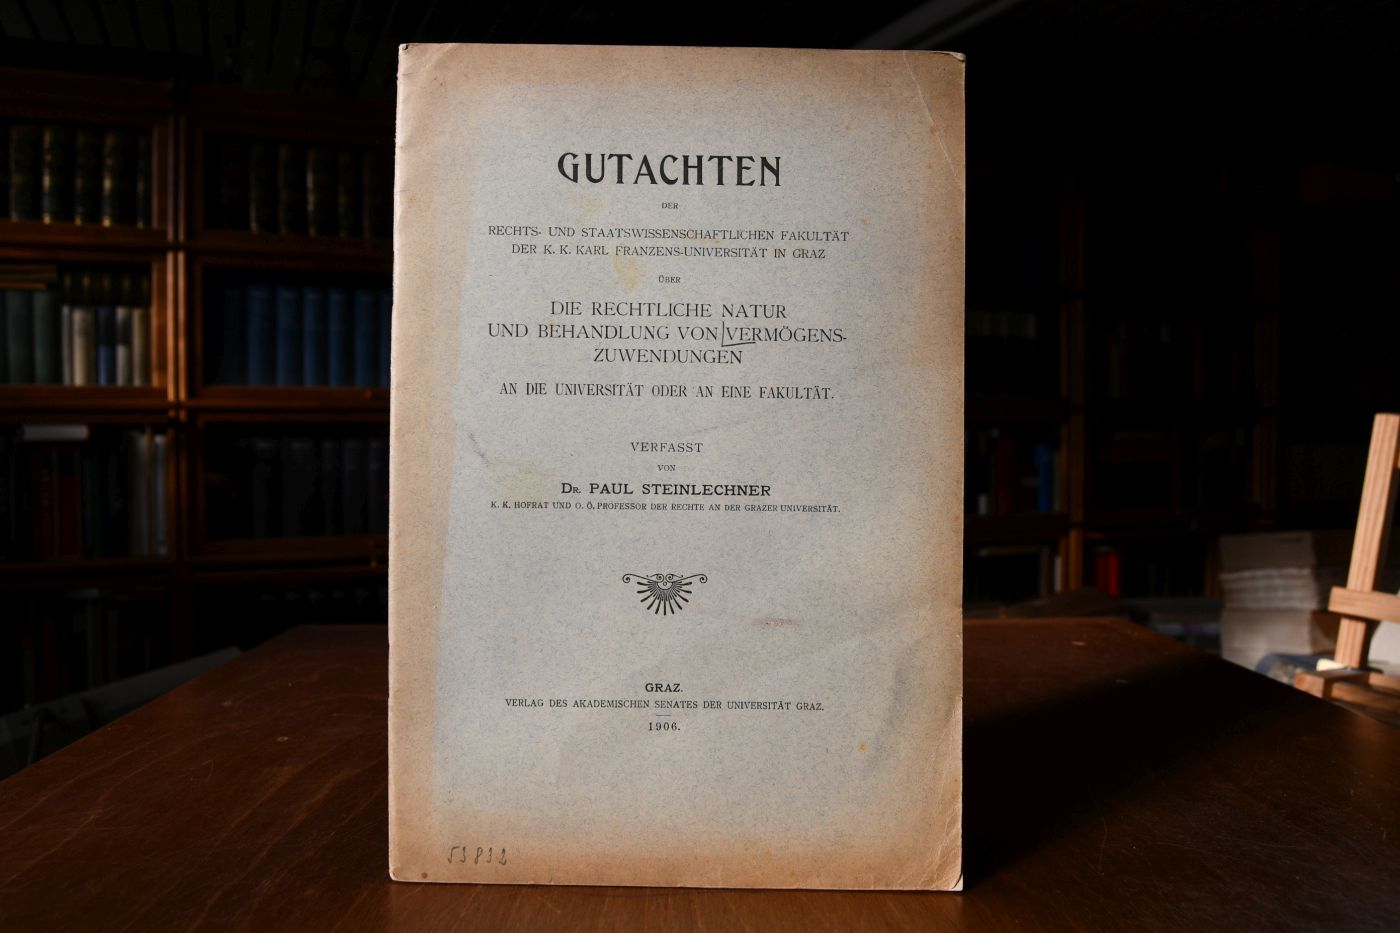 GUTACHTEN
DER
RECHTS- UND STAATSWISSENSCHAFTLICHEN FAKULTÄT
DER K. K. KARL FRANZENS-UNIVERSITÄT IN GRAZ
ÜBER
DIE RECHTLICHE NATUR
UND BEHANDLUNG VON VERMÖGENS-
ZUWENDUNGEN
AN DIE UNIVERSITÄT ODER AN EINE FAKULTÄT.
VERFASST
VON
DR. PAUL STEINLECHNER
K. K. HOFRAT UND O. Ö. PROFESSOR DER RECHTE AN DER GRAZER UNIVERSITÄT.
GRAZ.
VERLAG DES AKADEMISCHEN SENATES DER UNIVERSITÄT GRAZ.
1906.
53832